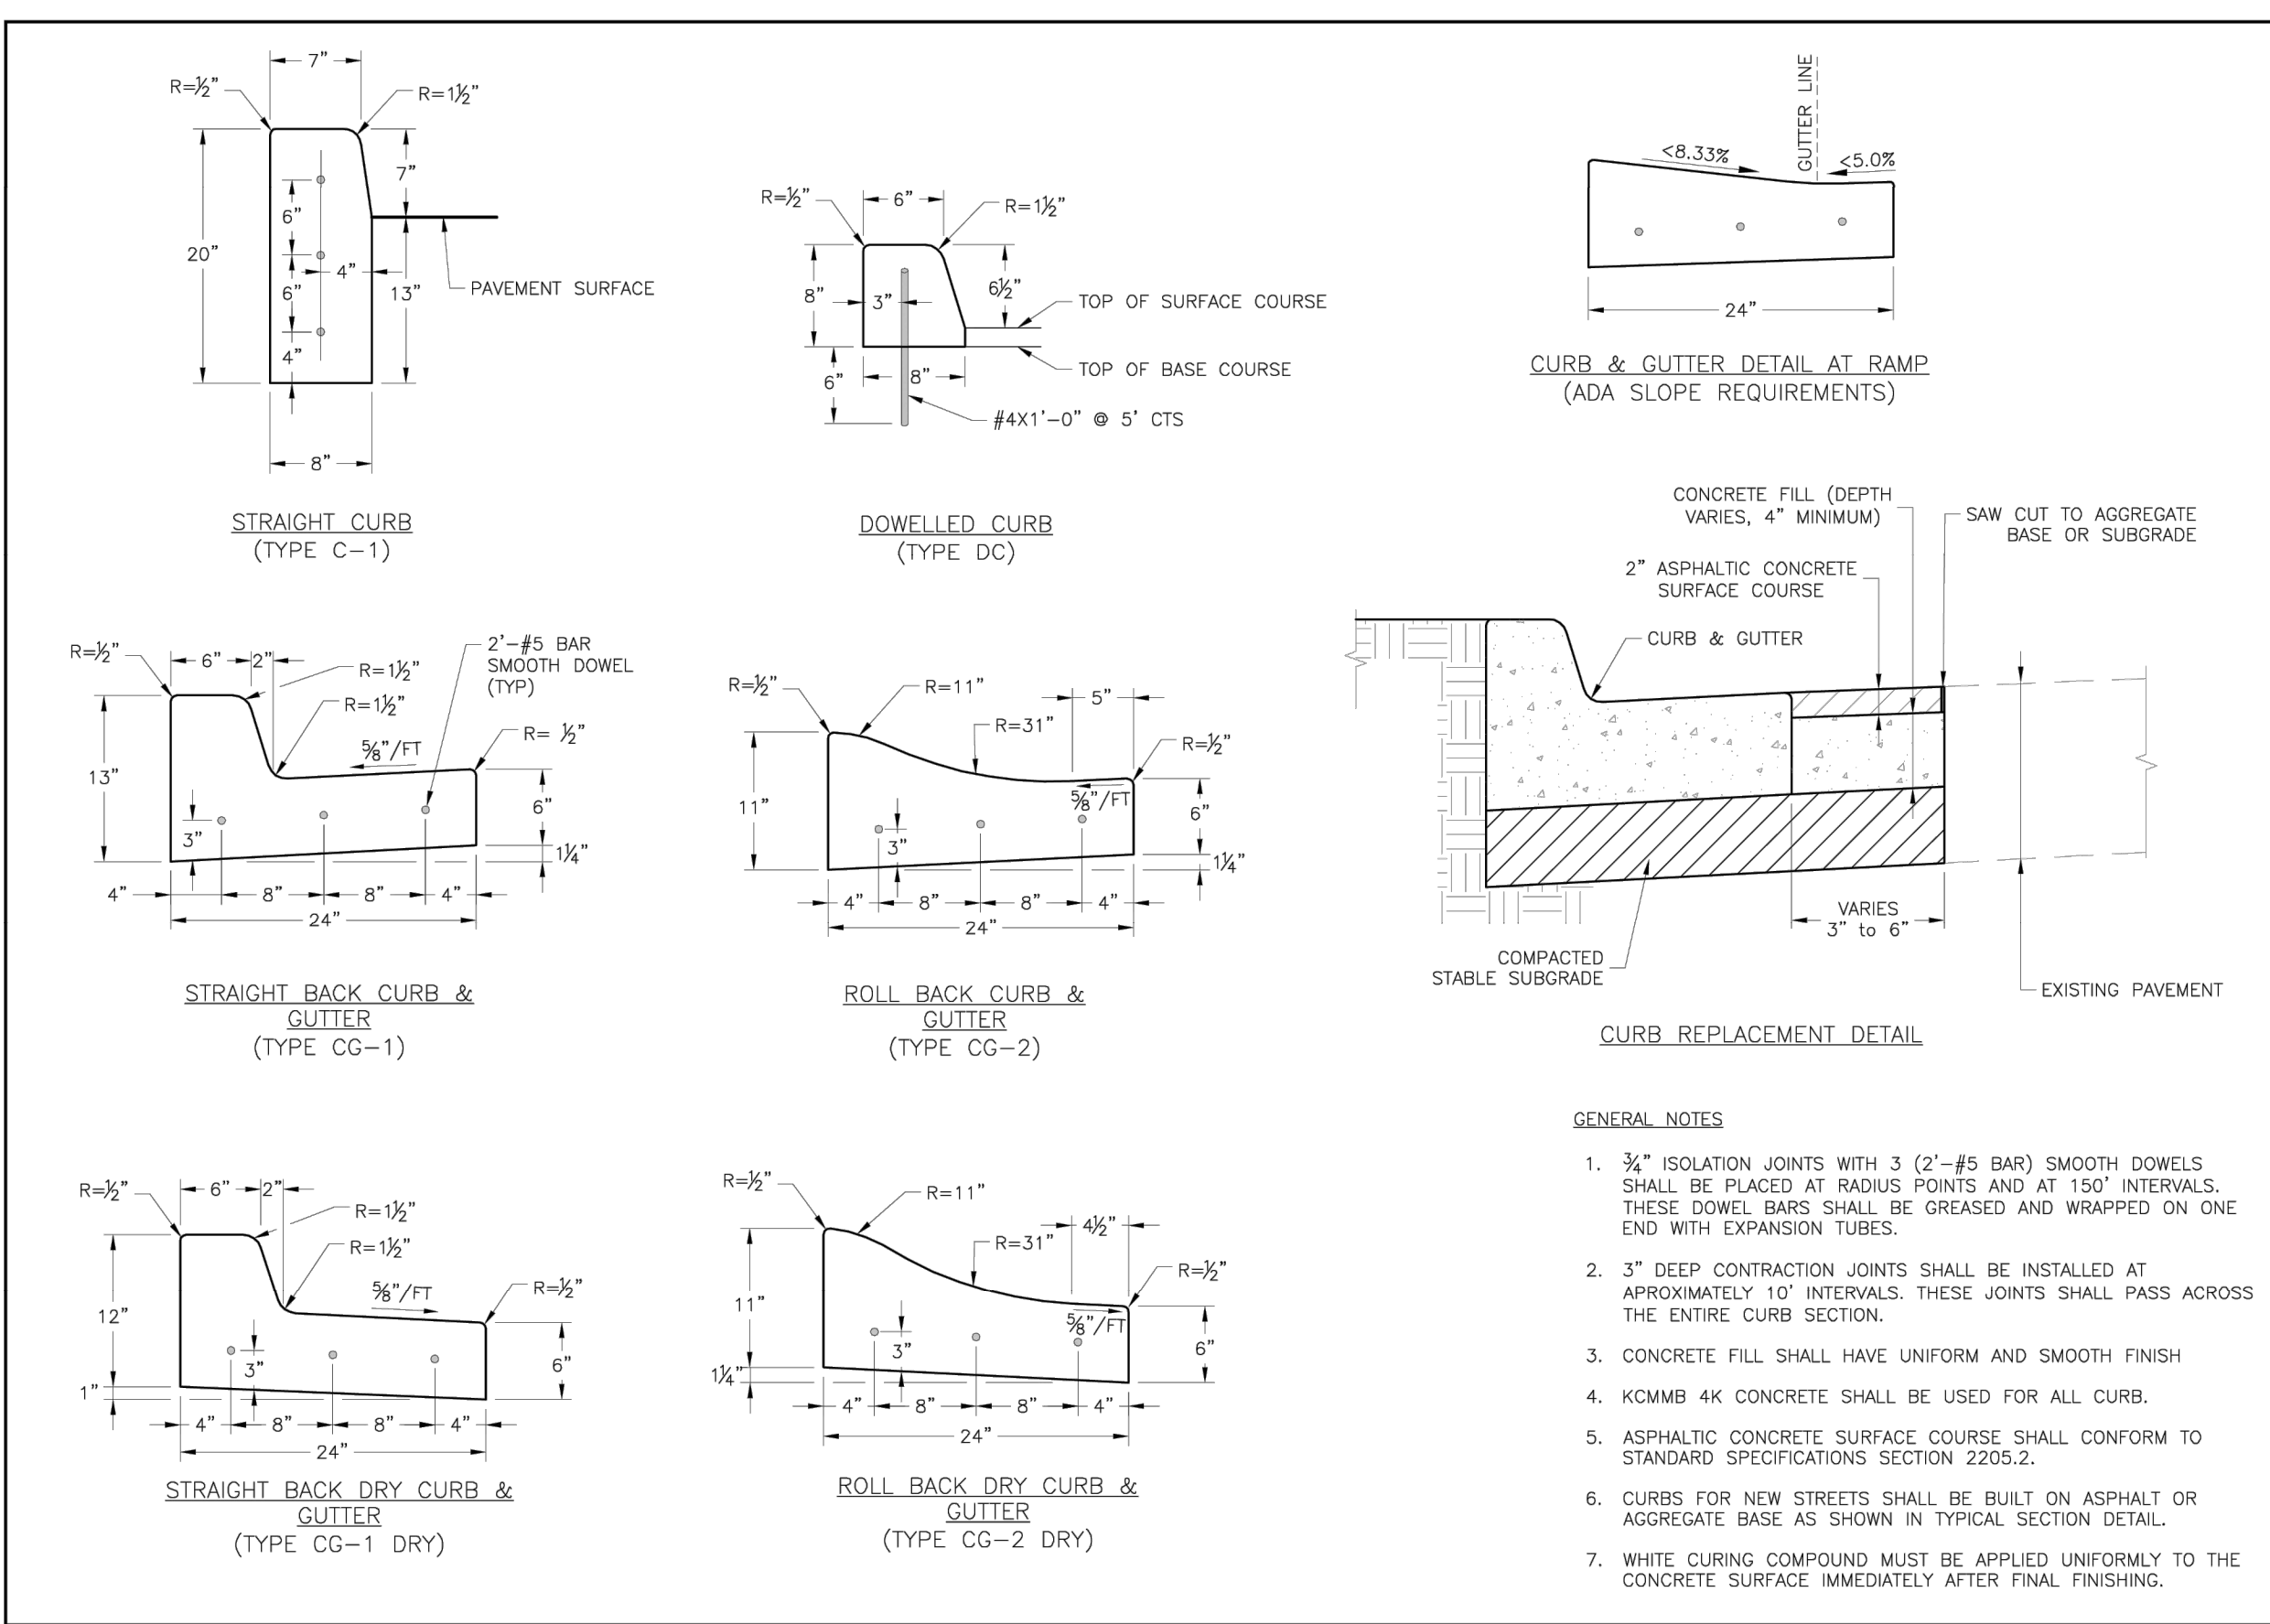 7”
R=½”
R=1½”
20”
7”
6”
6”
4”
4”
13”
PAVEMENT SURFACE
8”
STRAIGHT CURB
(TYPE C-1)
R=½”
6”
R=1½”
8”
3”
6½”
6”
8”
TOP OF SURFACE COURSE
TOP OF BASE COURSE
#4X1'-0” @ 5' CTS
DOWELLED CURB
(TYPE DC)
GUTTER LINE
<8.33%
<5.0%
24”
CURB & GUTTER DETAIL AT RAMP
(ADA SLOPE REQUIREMENTS)
R=½”
6”
2”
R=1½”
R=1½”
2'-#5 BAR
SMOOTH DOWEL
(TYP)
⅝”/FT
R= ½”
13”
3”
6”
1¼”
4”
8”
8”
4”
24”
STRAIGHT BACK CURB &
GUTTER
(TYPE CG-1)
R=½”
R=11”
R=31”
5”
R=½”
11”
⅝”/FT
3”
6”
1¼”
4”
8”
8”
4”
24”
ROLL BACK CURB &
GUTTER
(TYPE CG-2)
CONCRETE FILL (DEPTH
VARIES, 4” MINIMUM)
SAW CUT TO AGGREGATE
BASE OR SUBGRADE
2” ASPHALTIC CONCRETE
SURFACE COURSE
CURB & GUTTER
VARIES
3” to 6”
COMPACTED
STABLE SUBGRADE
EXISTING PAVEMENT
CURB REPLACEMENT DETAIL
R=½”
6”
2”
R=1½”
R=1½”
⅝”/FT
R=½”
12”
3”
1”
6”
4”
8”
8”
4”
24”
STRAIGHT BACK DRY CURB &
GUTTER
(TYPE CG-1 DRY)
R=½”
R=11”
R=31”
4½”
R=½”
11”
⅝”/FT
3”
1¼”
6”
4”
8”
8”
4”
24”
ROLL BACK DRY CURB &
GUTTER
(TYPE CG-2 DRY)
GENERAL NOTES
1. ¾” ISOLATION JOINTS WITH 3 (2'-#5 BAR) SMOOTH DOWELS
SHALL BE PLACED AT RADIUS POINTS AND AT 150' INTERVALS.
THESE DOWEL BARS SHALL BE GREASED AND WRAPPED ON ONE
END WITH EXPANSION TUBES.
2. 3” DEEP CONTRACTION JOINTS SHALL BE INSTALLED AT
APROXIMATELY 10' INTERVALS. THESE JOINTS SHALL PASS ACROSS
THE ENTIRE CURB SECTION.
3. CONCRETE FILL SHALL HAVE UNIFORM AND SMOOTH FINISH
4. KCMMB 4K CONCRETE SHALL BE USED FOR ALL CURB.
5. ASPHALTIC CONCRETE SURFACE COURSE SHALL CONFORM TO
STANDARD SPECIFICATIONS SECTION 2205.2.
6. CURBS FOR NEW STREETS SHALL BE BUILT ON ASPHALT OR
AGGREGATE BASE AS SHOWN IN TYPICAL SECTION DETAIL.
7. WHITE CURING COMPOUND MUST BE APPLIED UNIFORMLY TO THE
CONCRETE SURFACE IMMEDIATELY AFTER FINAL FINISHING.